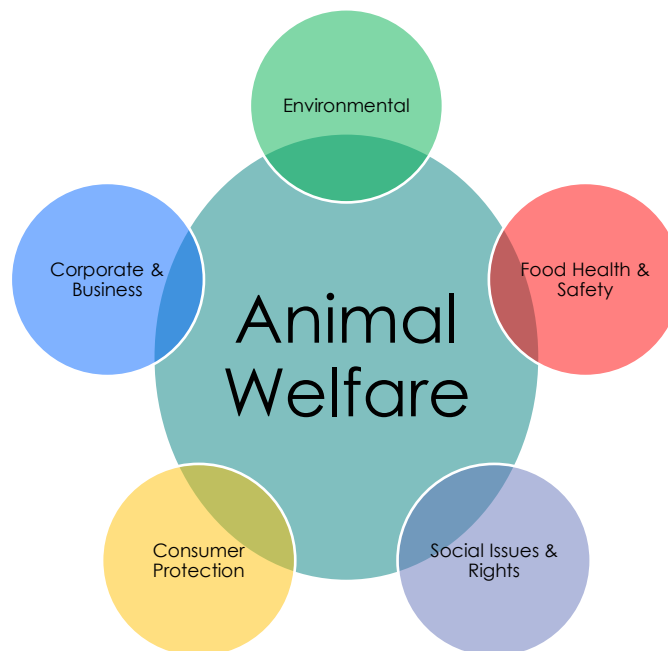 Environmental
Corporate &
Business
Food Health &
Safety
Animal
Welfare
Consumer
Protection
Social Issues &
Rights